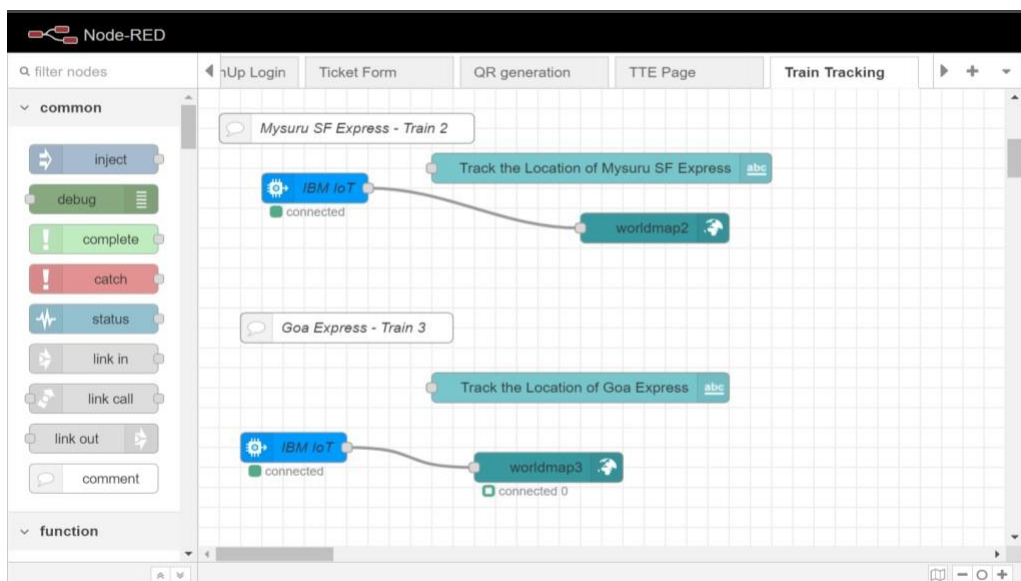 Node-RED
filter nodes
nUp Login
Ticket Form
QR generation
TTE Page
Train Tracking
common
inject
debug
complete
catch
status
link in
link call
link out
comment
function
Mysuru SF Express - Train 2
Track the Location of Mysuru SF Express abc
IBM IoT
connected
worldmap2
Goa Express - Train 3
Track the Location of Goa Express abc
IBM IoT
connected
worldmap3
connected 0